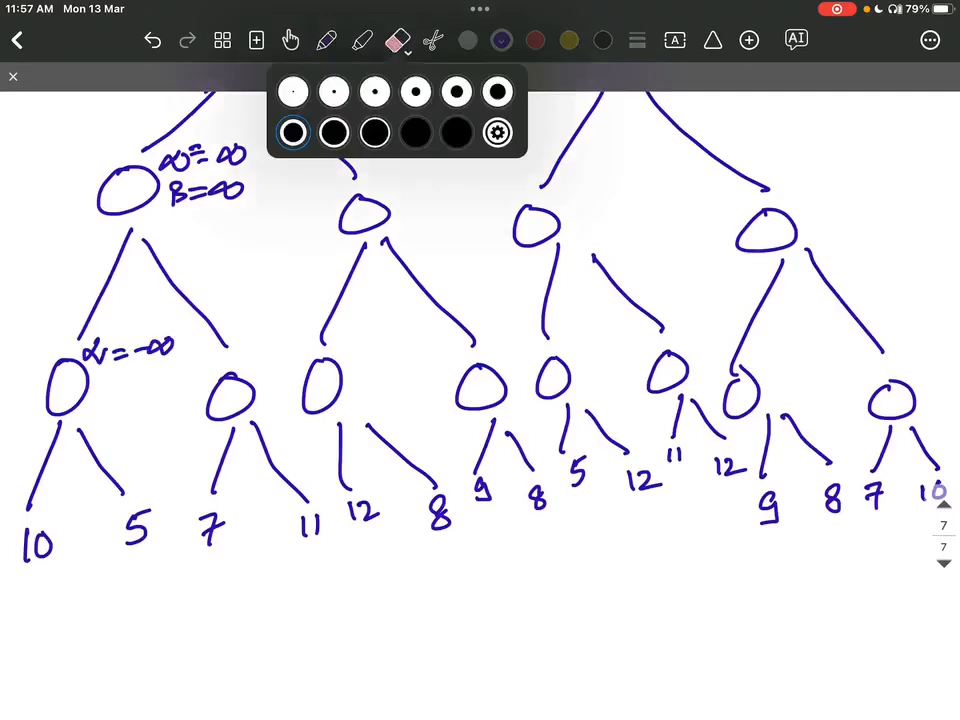 11:57 AM Mon 13 Mar
79%
A
AI
∝ = ∞
B = ∞
α = -∞
10 5 7 11 12 8 9 8 5 12 11 12 9 8 7 10
7
7